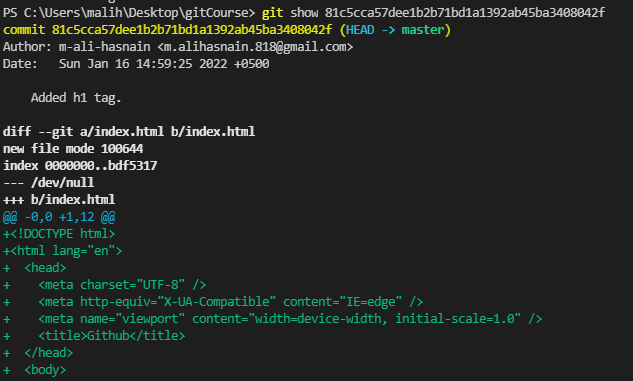 PS C:\Users\malih\Desktop\gitCourse> git show 81c5cca57dee1b2b71bd1a1392ab45ba3408042f
commit 81c5cca57dee1b2b71bd1a1392ab45ba3408042f (HEAD -> master)
Author: m-ali-hasnain <m.alihasnain.818@gmail.com>
Date:   Sun Jan 16 14:59:25 2022 +0500
    Added h1 tag.
diff --git a/index.html b/index.html
new file mode 100644
index 0000000..bdf5317
--- /dev/null
+++ b/index.html
@@ -0,0 +1,12 @@
+<!DOCTYPE html>
+<html lang="en">
+  <head>
+    <meta charset="UTF-8" />
+    <meta http-equiv="X-UA-Compatible" content="IE=edge" />
+    <meta name="viewport" content="width=device-width, initial-scale=1.0" />
+    <title>Github</title>
+  </head>
+  <body>